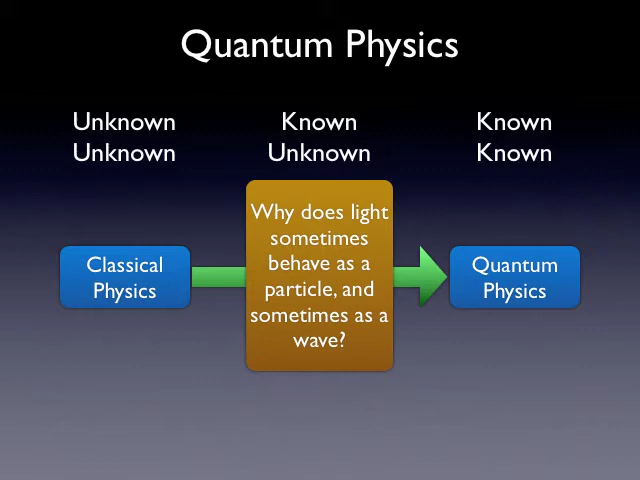 Quantum Physics
Unknown Unknown
Known Unknown
Known Known
Classical
Physics
Why does light
sometimes
behave as a
particle, and
sometimes as a
wave?
Quantum
Physics